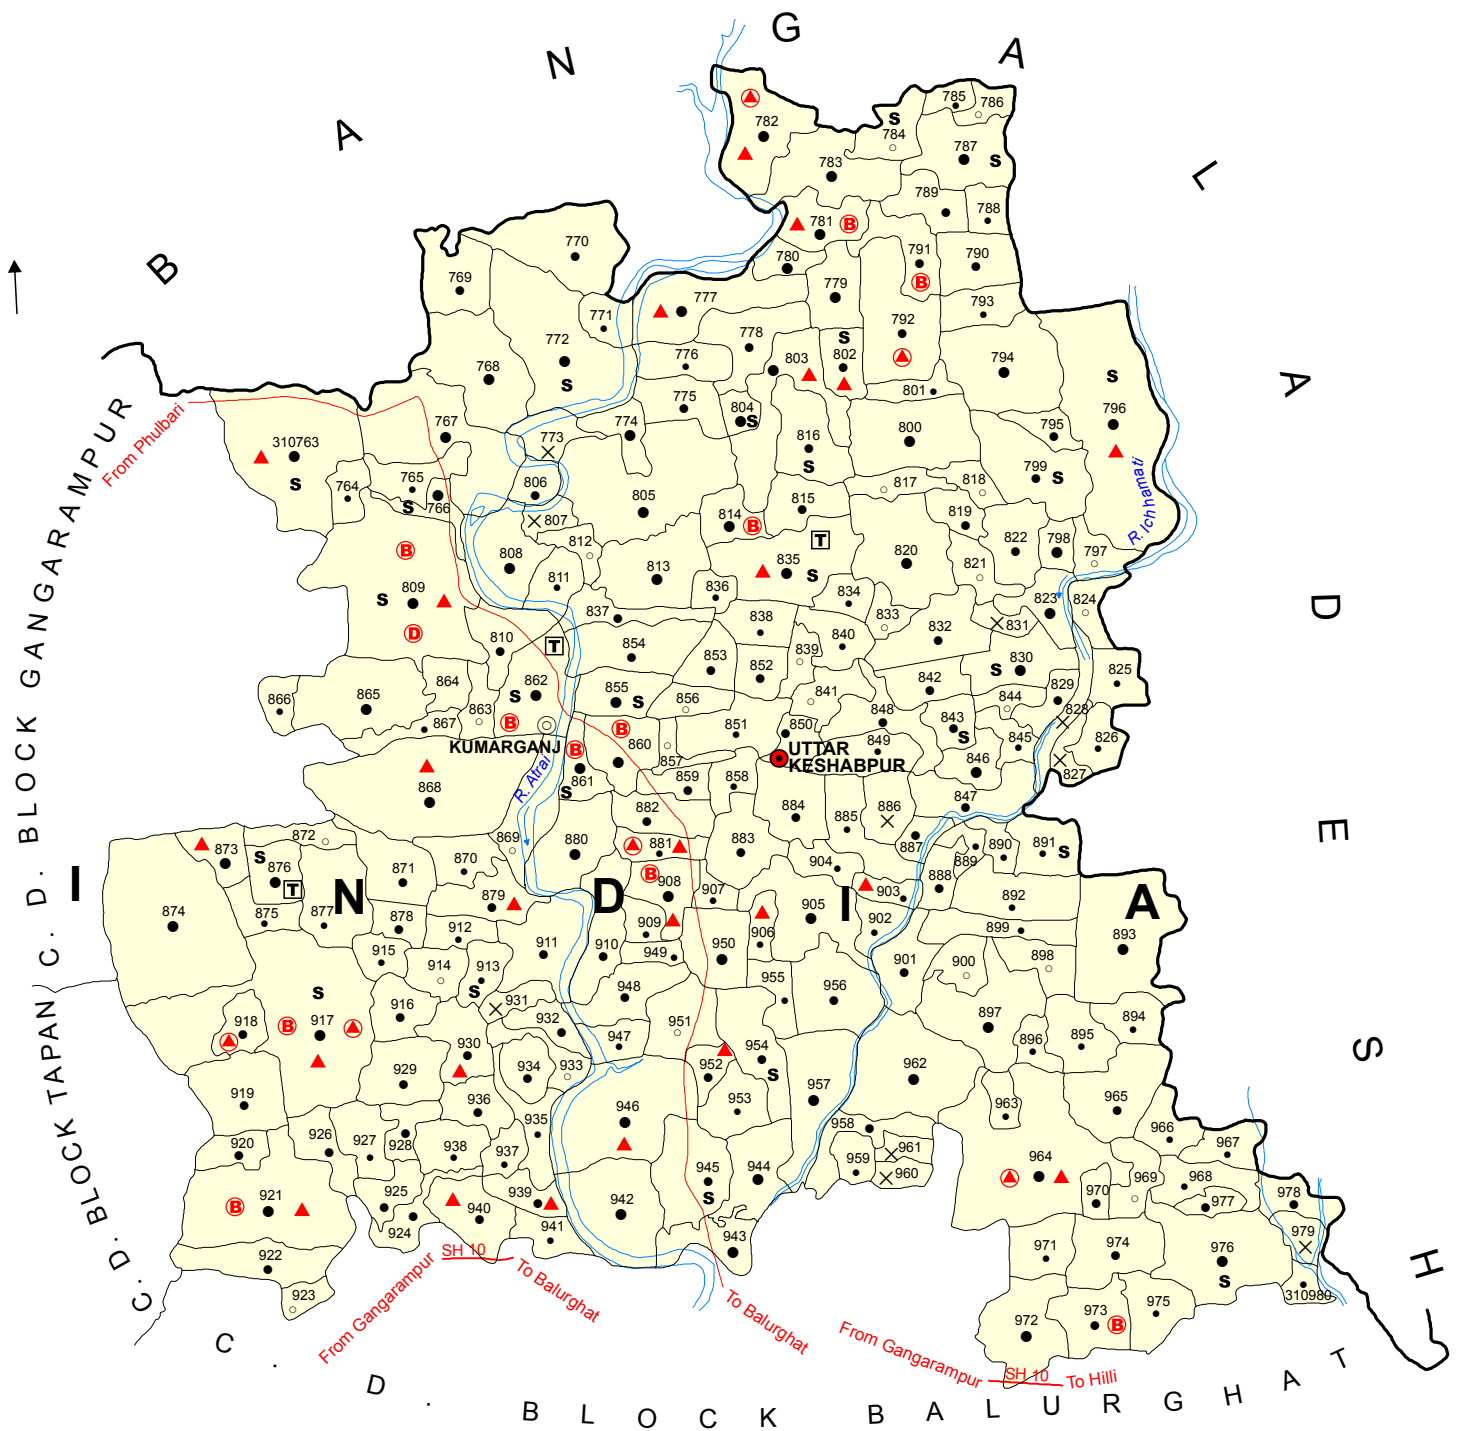 B A N G A L A D E S H
I N D I A
C. D. BLOCK GANGARAMPUR
C. D. BLOCK TAPAN
C. D. BLOCK BALURGHAT
From Phulbari
R. Ichhamati
R. Atrai
KUMARGANJ
UTTAR
KESHABPUR
From Gangarampur
SH 10
To Balurghat
To Balurghat
From Gangarampur
SH 10
To Hilli
785 786
782 S 784
787 S
783
789 788
781 B
770 780 791 790
769 779 B
771 777 793
772 778 S 792
768 776 803 802 794
S 775 801 S
804 S 796
767 773 774 816 800 795
310763 S 799 S
S 764 765 766 806 805 817 818
S 807 814 B 815 819
T 822 798 797
B 808 812 813 835 S 820 821
811 836 834
S 809 837 838 833 832 831 823 824
D 810 T 854 840
853 852 839 S 830 825
864 862 S 842 829
866 865 863 855 S 856 841 844
867 B B 851 850 848 843 S 828
B 860 849 845 826
857 846
868 861 S 859 858 827
882 884 885 886 847
872 869 880 881 883 887 890 891 S
873 S 876 T 871 870 B 908 904 889
879 907 903 888 892
874 875 877 878 912 909 906 905 902 899 893
911 910 949 950
915 914 913 S 901 900 898
955 956
S 916 931 948
918 B 917 932 951 897 894
930 947 954 896 895
929 934 933 952 S 962
919 936 953 957 965
946 963
920 926 927 928 935 958 966 967
938 937 959 961 964
960
B 921 925 939 942 945 S 944 970 969 968
940 977 978
924 941 943 971 974 976 S 979
922
923 972 973 B 975 310980